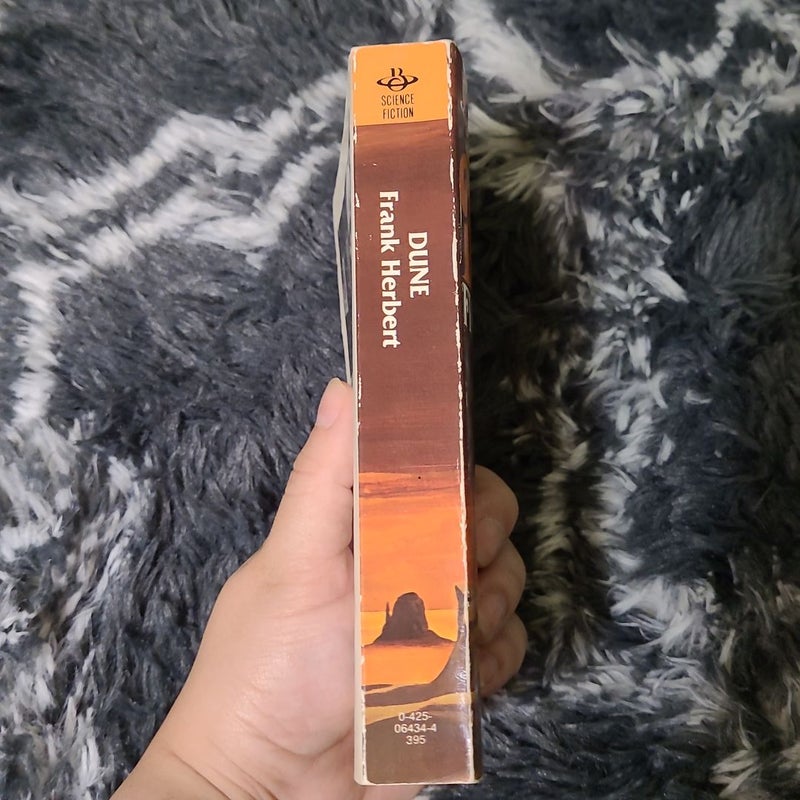 B
SCIENCE
FICTION
DUNE
Frank Herbert
0-425-
06434-4
395